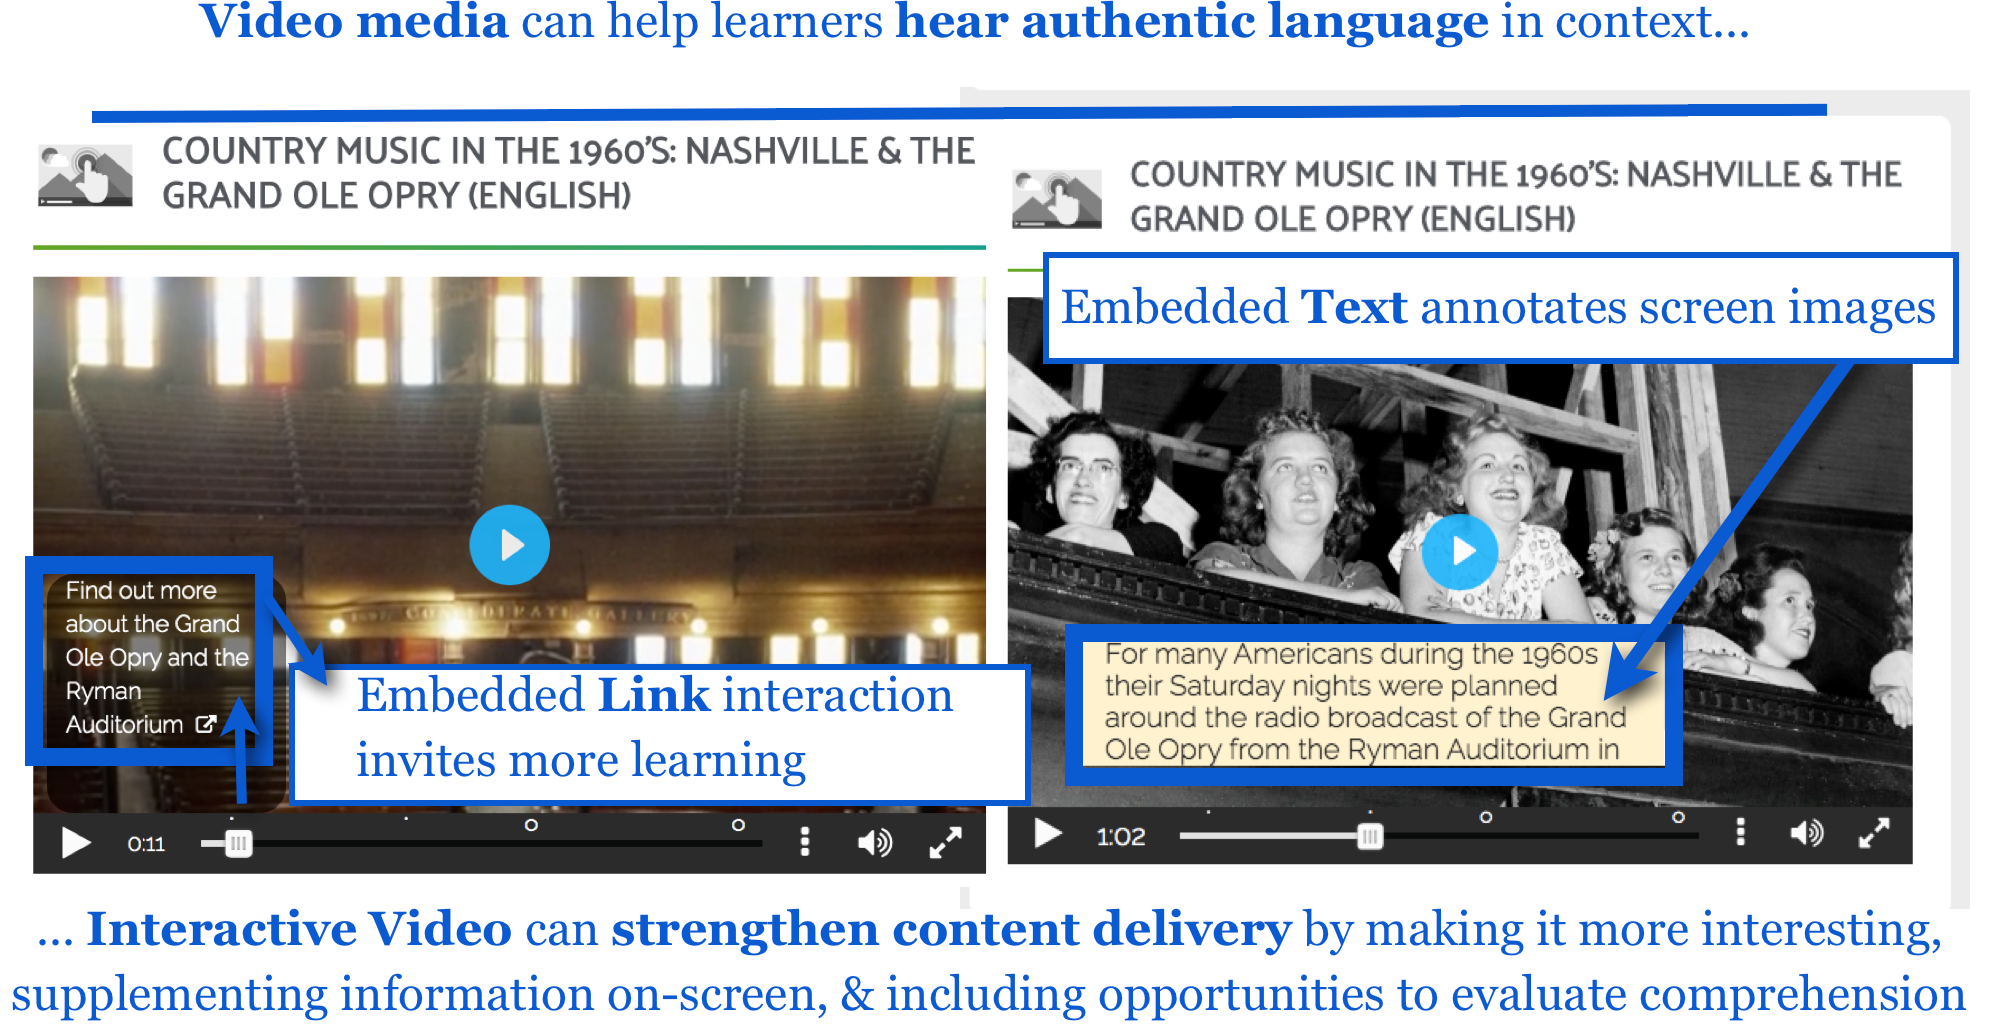 Video media can help learners hear authentic language in context...
COUNTRY MUSIC IN THE 1960'S: NASHVILLE & THE
GRAND OLE OPRY (ENGLISH)
COUNTRY MUSIC IN THE 1960'S: NASHVILLE & THE
GRAND OLE OPRY (ENGLISH)
Embedded Text annotates screen images
1892 CONFEDERATE GALLERY
Find out more
about the Grand
Ole Opry and the
Ryman
Auditorium
Embedded Link interaction
invites more learning
For many Americans during the 1960s
their Saturday nights were planned
around the radio broadcast of the Grand
Ole Opry from the Ryman Auditorium in
0:11
1:02
... Interactive Video can strengthen content delivery by making it more interesting,
supplementing information on-screen, & including opportunities to evaluate comprehension